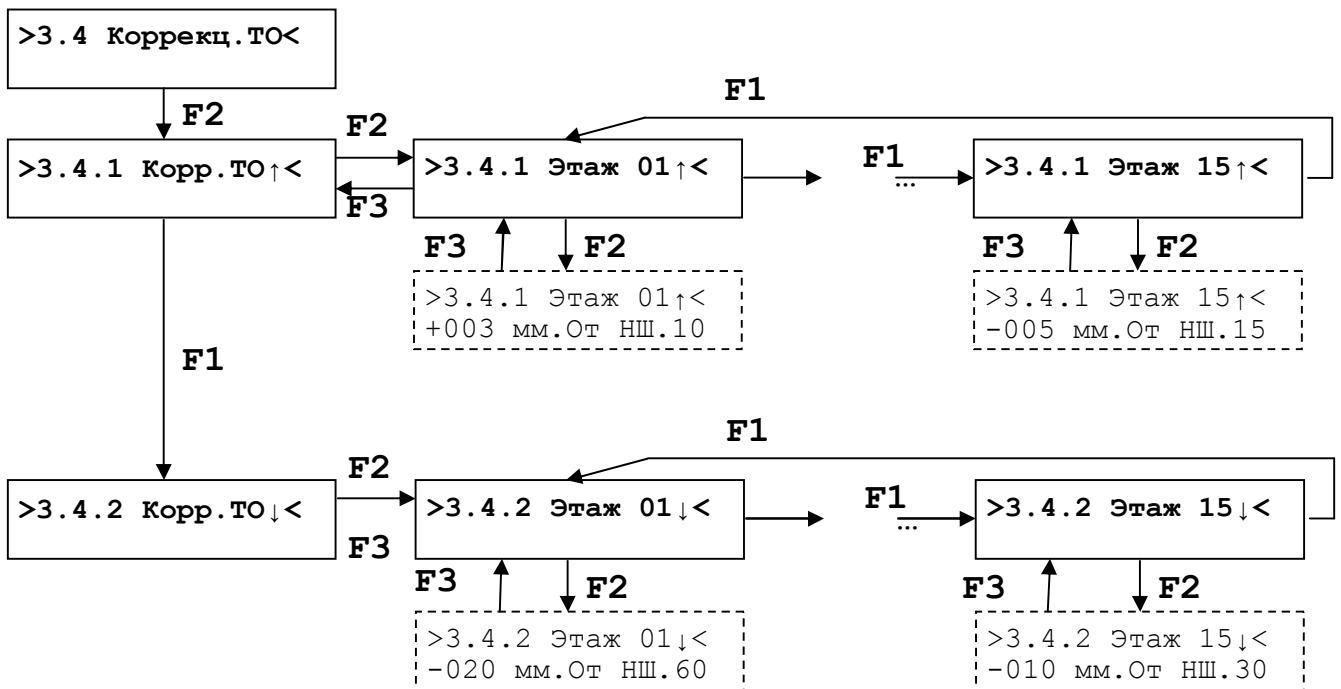 >3.4 Коррекц.ТО<
F2
F1
>3.4.1 Корр.ТО↑<
F2
F3
>3.4.1 Этаж 01↑<
F1
...
>3.4.1 Этаж 15↑<
F3
F2
F3
F2
>3.4.1 Этаж 01↑<
+003 мм.От НШ.10
>3.4.1 Этаж 15↑<
-005 мм.От НШ.15
F1
F1
>3.4.2 Корр.ТО↓<
F2
F3
>3.4.2 Этаж 01↓<
F1
...
>3.4.2 Этаж 15↓<
F3
F2
F3
F2
>3.4.2 Этаж 01↓<
-020 мм.От НШ.60
>3.4.2 Этаж 15↓<
-010 мм.От НШ.30